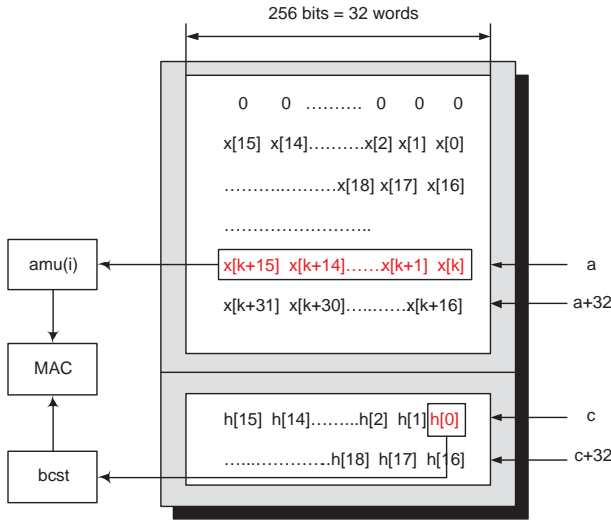 256 bits = 32 words
0 0 .......... 0 0 0
x[15] x[14]..........x[2] x[1] x[0]
.....................x[18] x[17] x[16]
...........................
amu(i)
x[k+15] x[k+14]......x[k+1] x[k]
a
x[k+31] x[k+30]...........x[k+16]
a+32
MAC
h[15] h[14].........h[2] h[1] h[0]
c
bcst
.....................h[18] h[17] h[16]
c+32